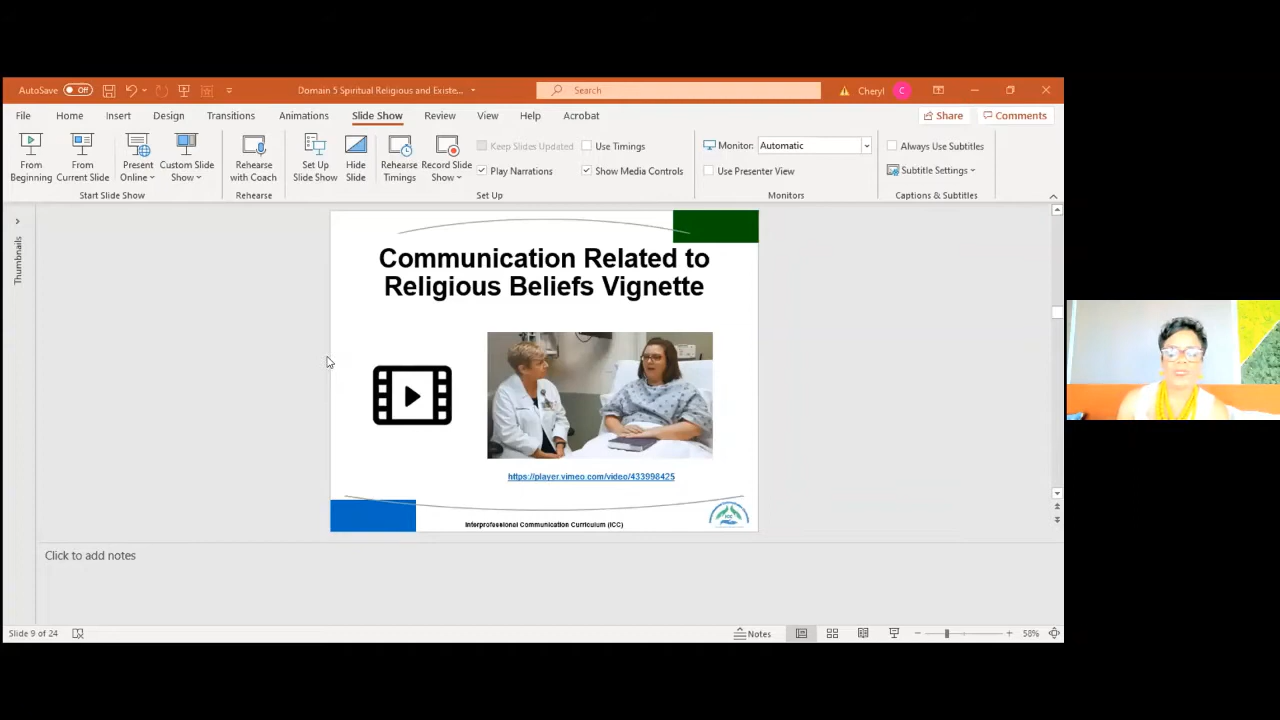 AutoSave Off Domain 5 Spiritual Religious and Existe... Search Cheryl C
File Home Insert Design Transitions Animations Slide Show Review View Help Acrobat Share Comments
From Beginning
From Current Slide
Present Online
Custom Slide Show
Start Slide Show
Rehearse with Coach
Rehearse
Set Up Slide Show
Hide Slide
Rehearse Timings
Record Slide Show
Keep Slides Updated
Use Timings
Play Narrations
Show Media Controls
Set Up
Monitor: Automatic
Use Presenter View
Monitors
Always Use Subtitles
Subtitle Settings
Captions & Subtitles
Thumbnails
Communication Related to
Religious Beliefs Vignette
https://player.vimeo.com/video/433998425
Interprofessional Communication Curriculum (ICC)
Click to add notes
Slide 9 of 24 Notes 58%